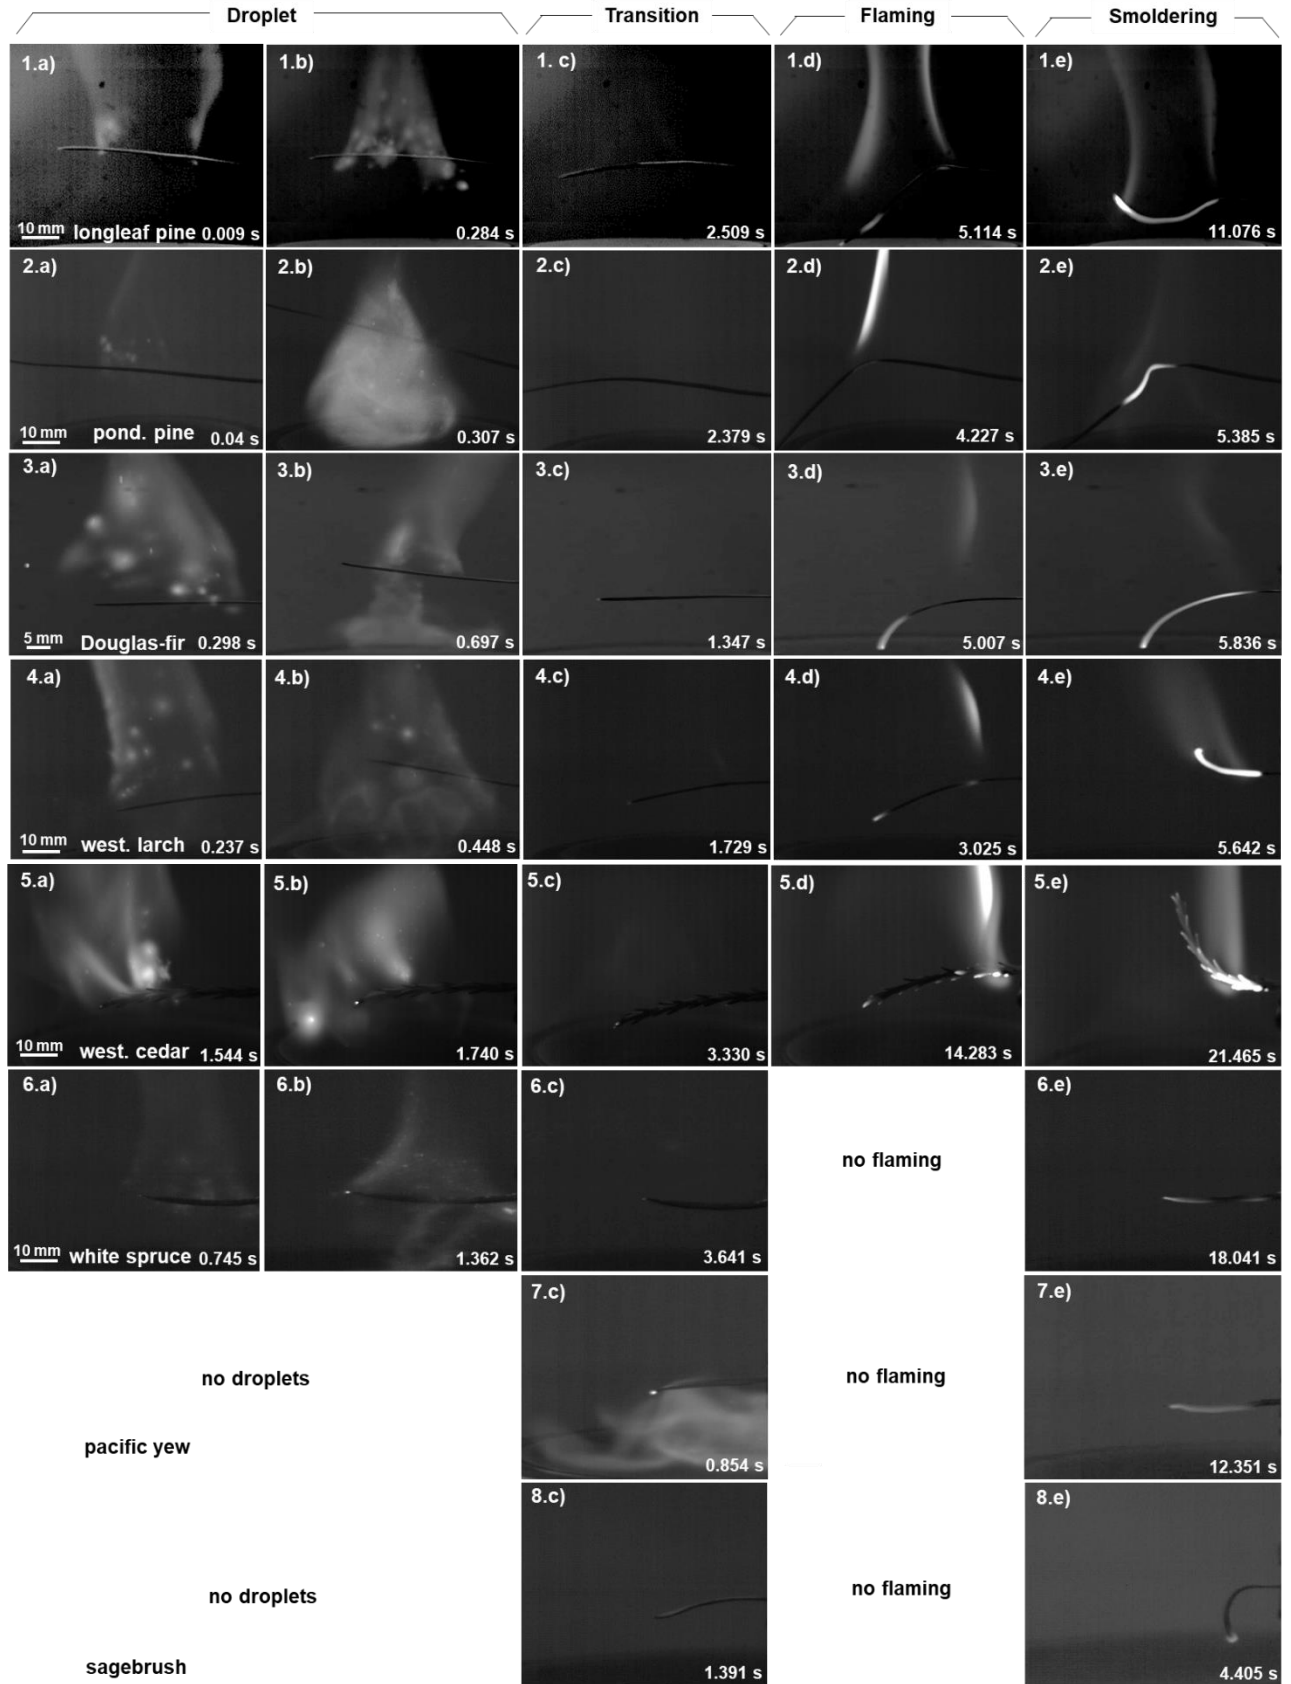 Droplet Transition Flaming Smoldering
1.a) 1.b) 1. c) 1.d) 1.e)
10 mm longleaf pine 0.009 s 0.284 s 2.509 s 5.114 s 11.076 s
2.a) 2.b) 2.c) 2.d) 2.e)
10 mm pond. pine 0.04 s 0.307 s 2.379 s 4.227 s 5.385 s
3.a) 3.b) 3.c) 3.d) 3.e)
5 mm Douglas-fir 0.298 s 0.697 s 1.347 s 5.007 s 5.836 s
4.a) 4.b) 4.c) 4.d) 4.e)
10 mm west. larch 0.237 s 0.448 s 1.729 s 3.025 s 5.642 s
5.a) 5.b) 5.c) 5.d) 5.e)
10 mm west. cedar 1.544 s 1.740 s 3.330 s 14.283 s 21.465 s
6.a) 6.b) 6.c) 6.e)
no flaming
10 mm white spruce 0.745 s 1.362 s 3.641 s 18.041 s
7.c) 7.e)
no droplets no flaming
pacific yew
0.854 s 12.351 s
8.c) 8.e)
no droplets no flaming
sagebrush 1.391 s 4.405 s